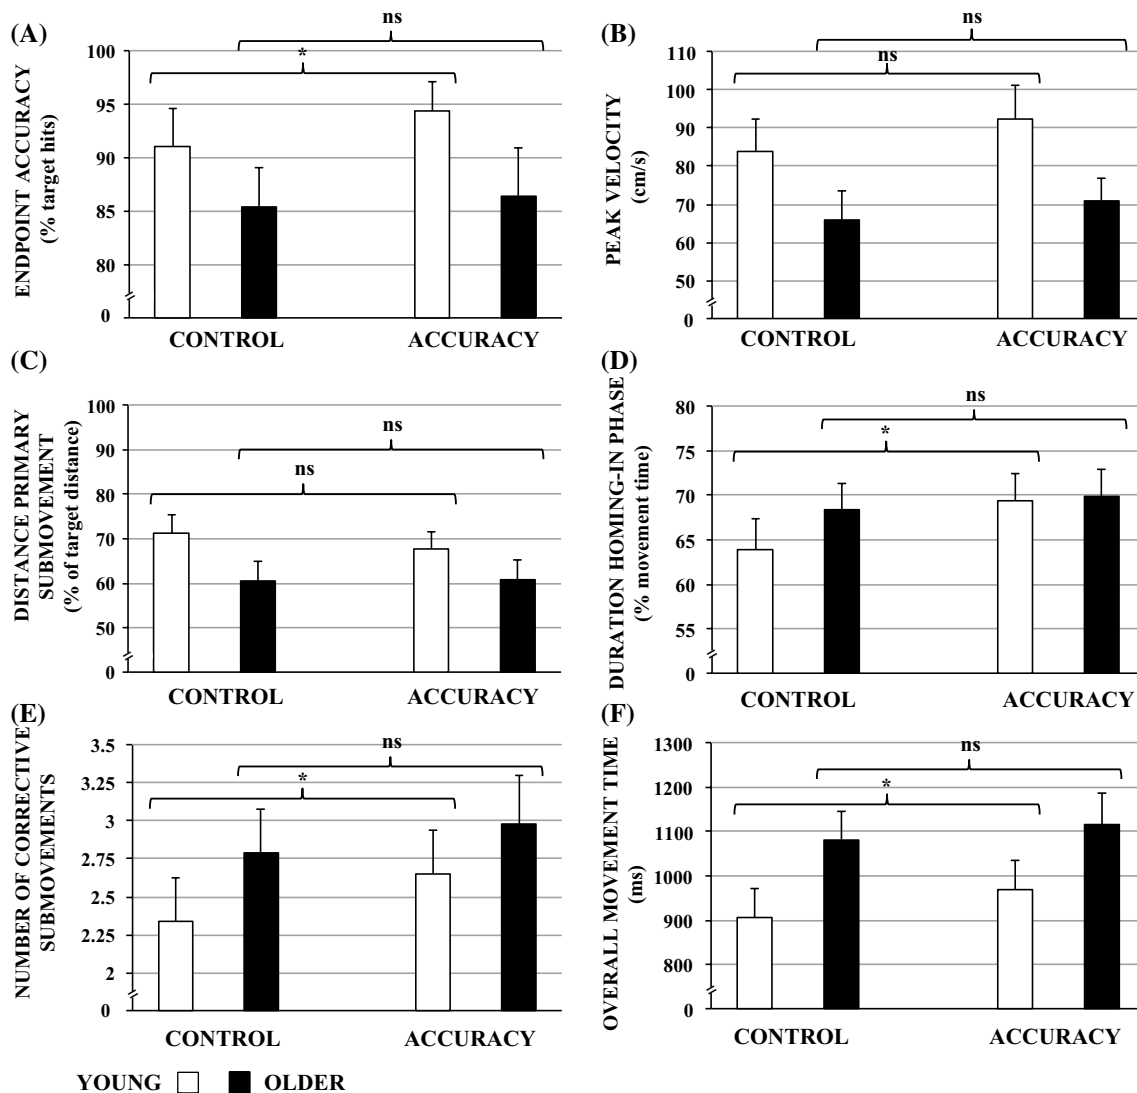 (A)
ENDPOINT ACCURACY
(% target hits)
100
95
90
85
80
0
ns
*
CONTROL
ACCURACY
(B)
PEAK VELOCITY
(cm/s)
110
100
90
80
70
60
50
0
ns
ns
CONTROL
ACCURACY
(C)
DISTANCE PRIMARY
SUBMOVEMENT
(% of target distance)
100
90
80
70
60
50
0
ns
ns
CONTROL
ACCURACY
(D)
DURATION HOMING-IN PHASE
(% movement time)
80
75
70
65
60
55
0
ns
*
CONTROL
ACCURACY
(E)
NUMBER OF CORRECTIVE
SUBMOVEMENTS
3.5
3.25
3
2.75
2.5
2.25
2
0
ns
*
CONTROL
ACCURACY
(F)
OVERALL MOVEMENT TIME
(ms)
1300
1200
1100
1000
900
800
0
ns
*
CONTROL
ACCURACY
YOUNG
OLDER